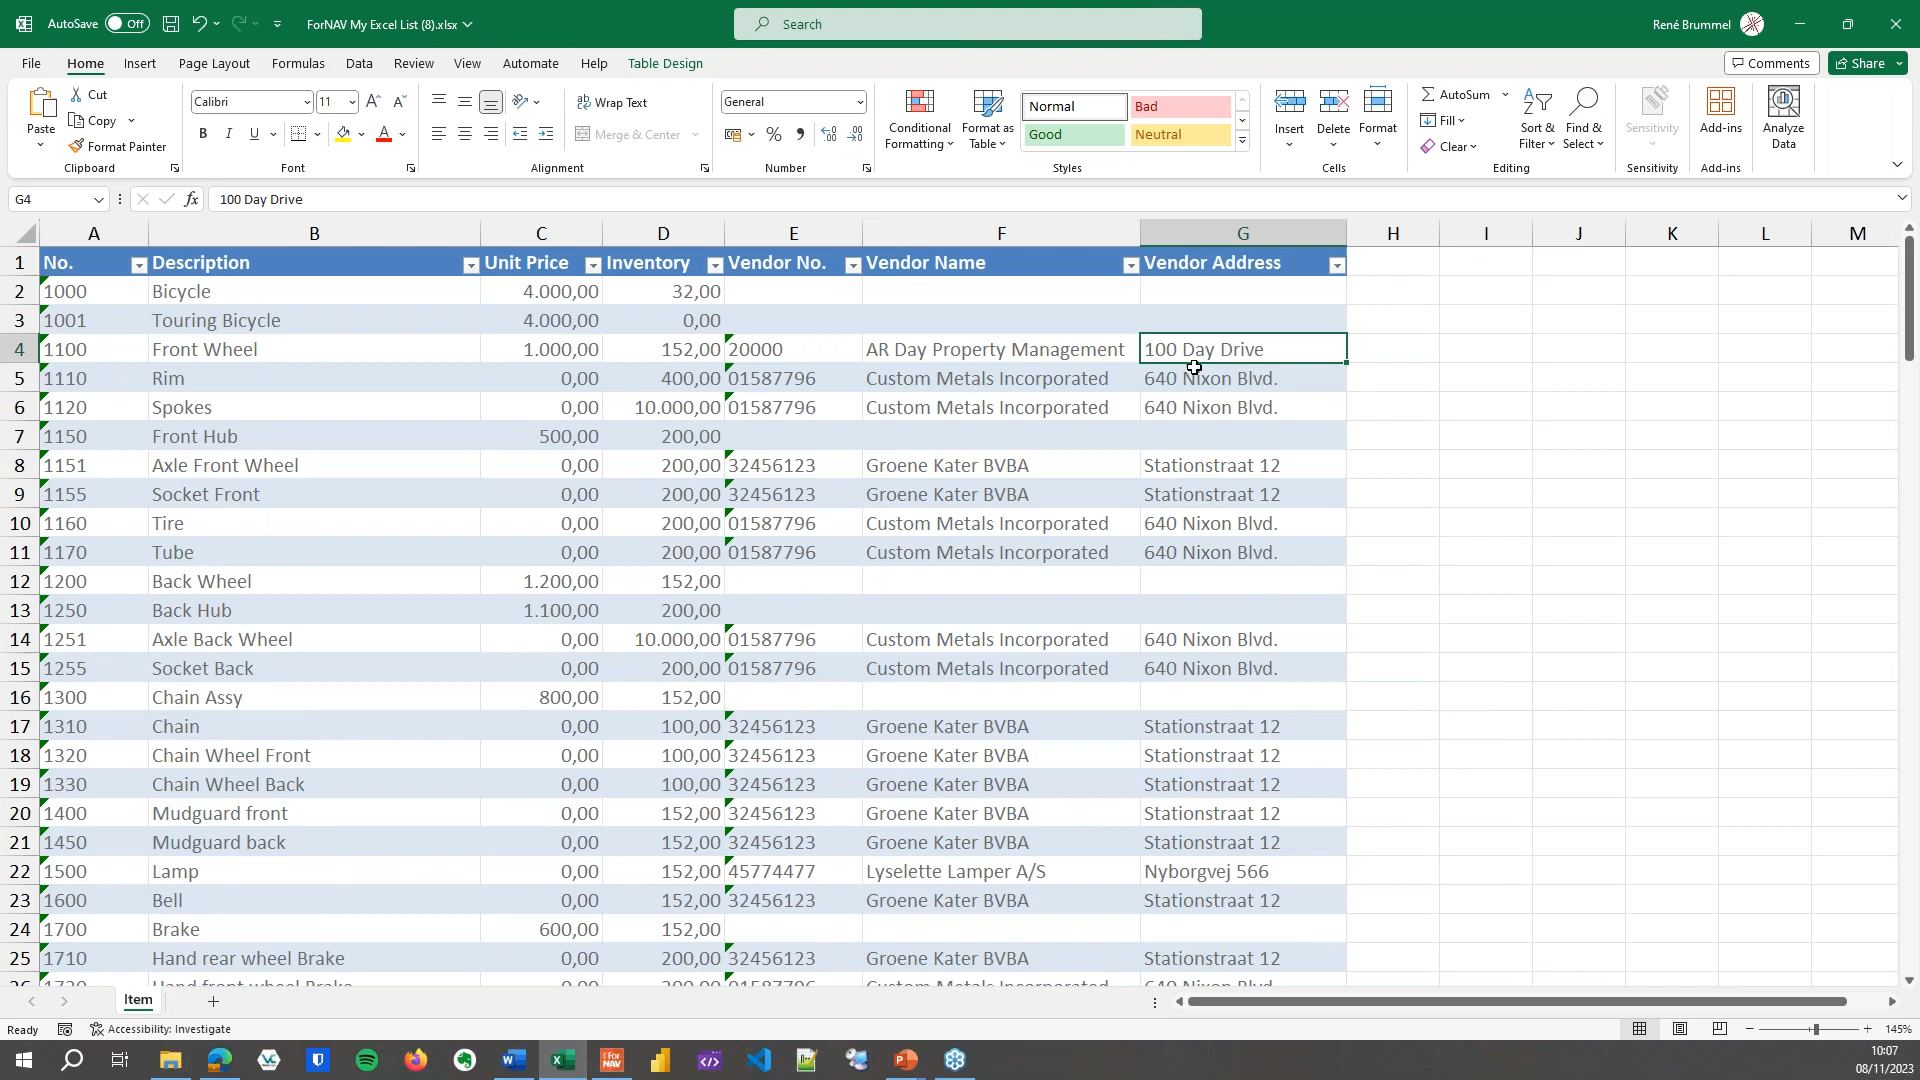 AutoSave Off ForNAV My Excel List (8).xlsx Search René Brummel
File Home Insert Page Layout Formulas Data Review View Automate Help Table Design Comments Share
Paste Cut Copy Format Painter Clipboard
Calibri 11 B I U A Font
Wrap Text Merge & Center Alignment
General % Number
Conditional Formatting Format as Table Normal Bad Good Neutral Styles
Insert Delete Format Cells
AutoSum Fill Clear Sort & Filter Find & Select Editing
Sensitivity Sensitivity
Add-ins Add-ins
Analyze Data
G4 fx 100 Day Drive
A B C D E F G H I J K L M
1 No. Description Unit Price Inventory Vendor No. Vendor Name Vendor Address
2 1000 Bicycle 4.000,00 32,00
3 1001 Touring Bicycle 4.000,00 0,00
4 1100 Front Wheel 1.000,00 152,00 20000 AR Day Property Management 100 Day Drive
5 1110 Rim 0,00 400,00 01587796 Custom Metals Incorporated 640 Nixon Blvd.
6 1120 Spokes 0,00 10.000,00 01587796 Custom Metals Incorporated 640 Nixon Blvd.
7 1150 Front Hub 500,00 200,00
8 1151 Axle Front Wheel 0,00 200,00 32456123 Groene Kater BVBA Stationstraat 12
9 1155 Socket Front 0,00 200,00 32456123 Groene Kater BVBA Stationstraat 12
10 1160 Tire 0,00 200,00 01587796 Custom Metals Incorporated 640 Nixon Blvd.
11 1170 Tube 0,00 200,00 01587796 Custom Metals Incorporated 640 Nixon Blvd.
12 1200 Back Wheel 1.200,00 152,00
13 1250 Back Hub 1.100,00 200,00
14 1251 Axle Back Wheel 0,00 10.000,00 01587796 Custom Metals Incorporated 640 Nixon Blvd.
15 1255 Socket Back 0,00 200,00 01587796 Custom Metals Incorporated 640 Nixon Blvd.
16 1300 Chain Assy 800,00 152,00
17 1310 Chain 0,00 100,00 32456123 Groene Kater BVBA Stationstraat 12
18 1320 Chain Wheel Front 0,00 100,00 32456123 Groene Kater BVBA Stationstraat 12
19 1330 Chain Wheel Back 0,00 100,00 32456123 Groene Kater BVBA Stationstraat 12
20 1400 Mudguard front 0,00 152,00 32456123 Groene Kater BVBA Stationstraat 12
21 1450 Mudguard back 0,00 152,00 32456123 Groene Kater BVBA Stationstraat 12
22 1500 Lamp 0,00 152,00 45774477 Lyselette Lamper A/S Nyborgvej 566
23 1600 Bell 0,00 152,00 32456123 Groene Kater BVBA Stationstraat 12
24 1700 Brake 600,00 152,00
25 1710 Hand rear wheel Brake 0,00 200,00 32456123 Groene Kater BVBA Stationstraat 12
Item
Ready Accessibility: Investigate 145%
10:07
08/11/2023